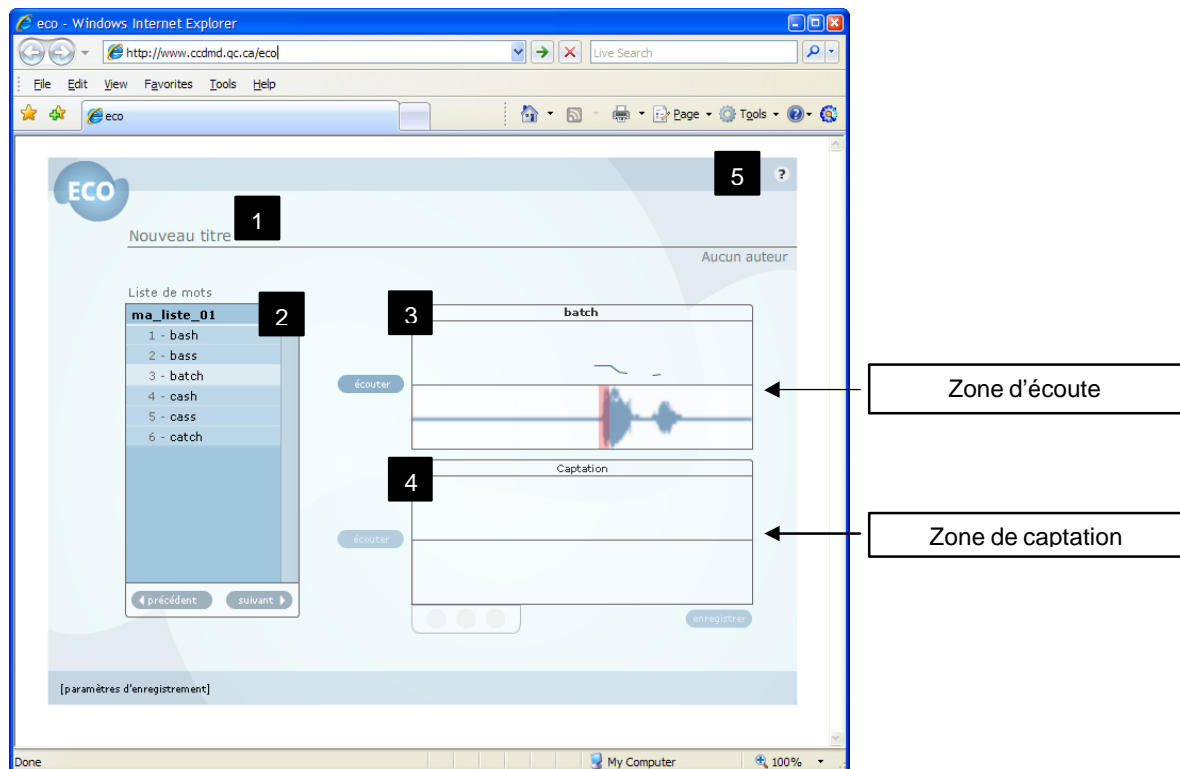 eco - Windows Internet Explorer
http://www.ccdmd.qc.ca/eco
Live Search
File Edit View Favorites Tools Help
eco
Page Tools
ECO
5
?
1
Nouveau titre
Aucun auteur
Liste de mots
ma_liste_01
2
1 - bash
2 - bass
3 - batch
4 - cash
5 - cass
6 - catch
précédent suivant
3
batch
écouter
Zone d'écoute
4
Captation
écouter
Zone de captation
enregistrer
[paramètres d'enregistrement]
Done My Computer 100%